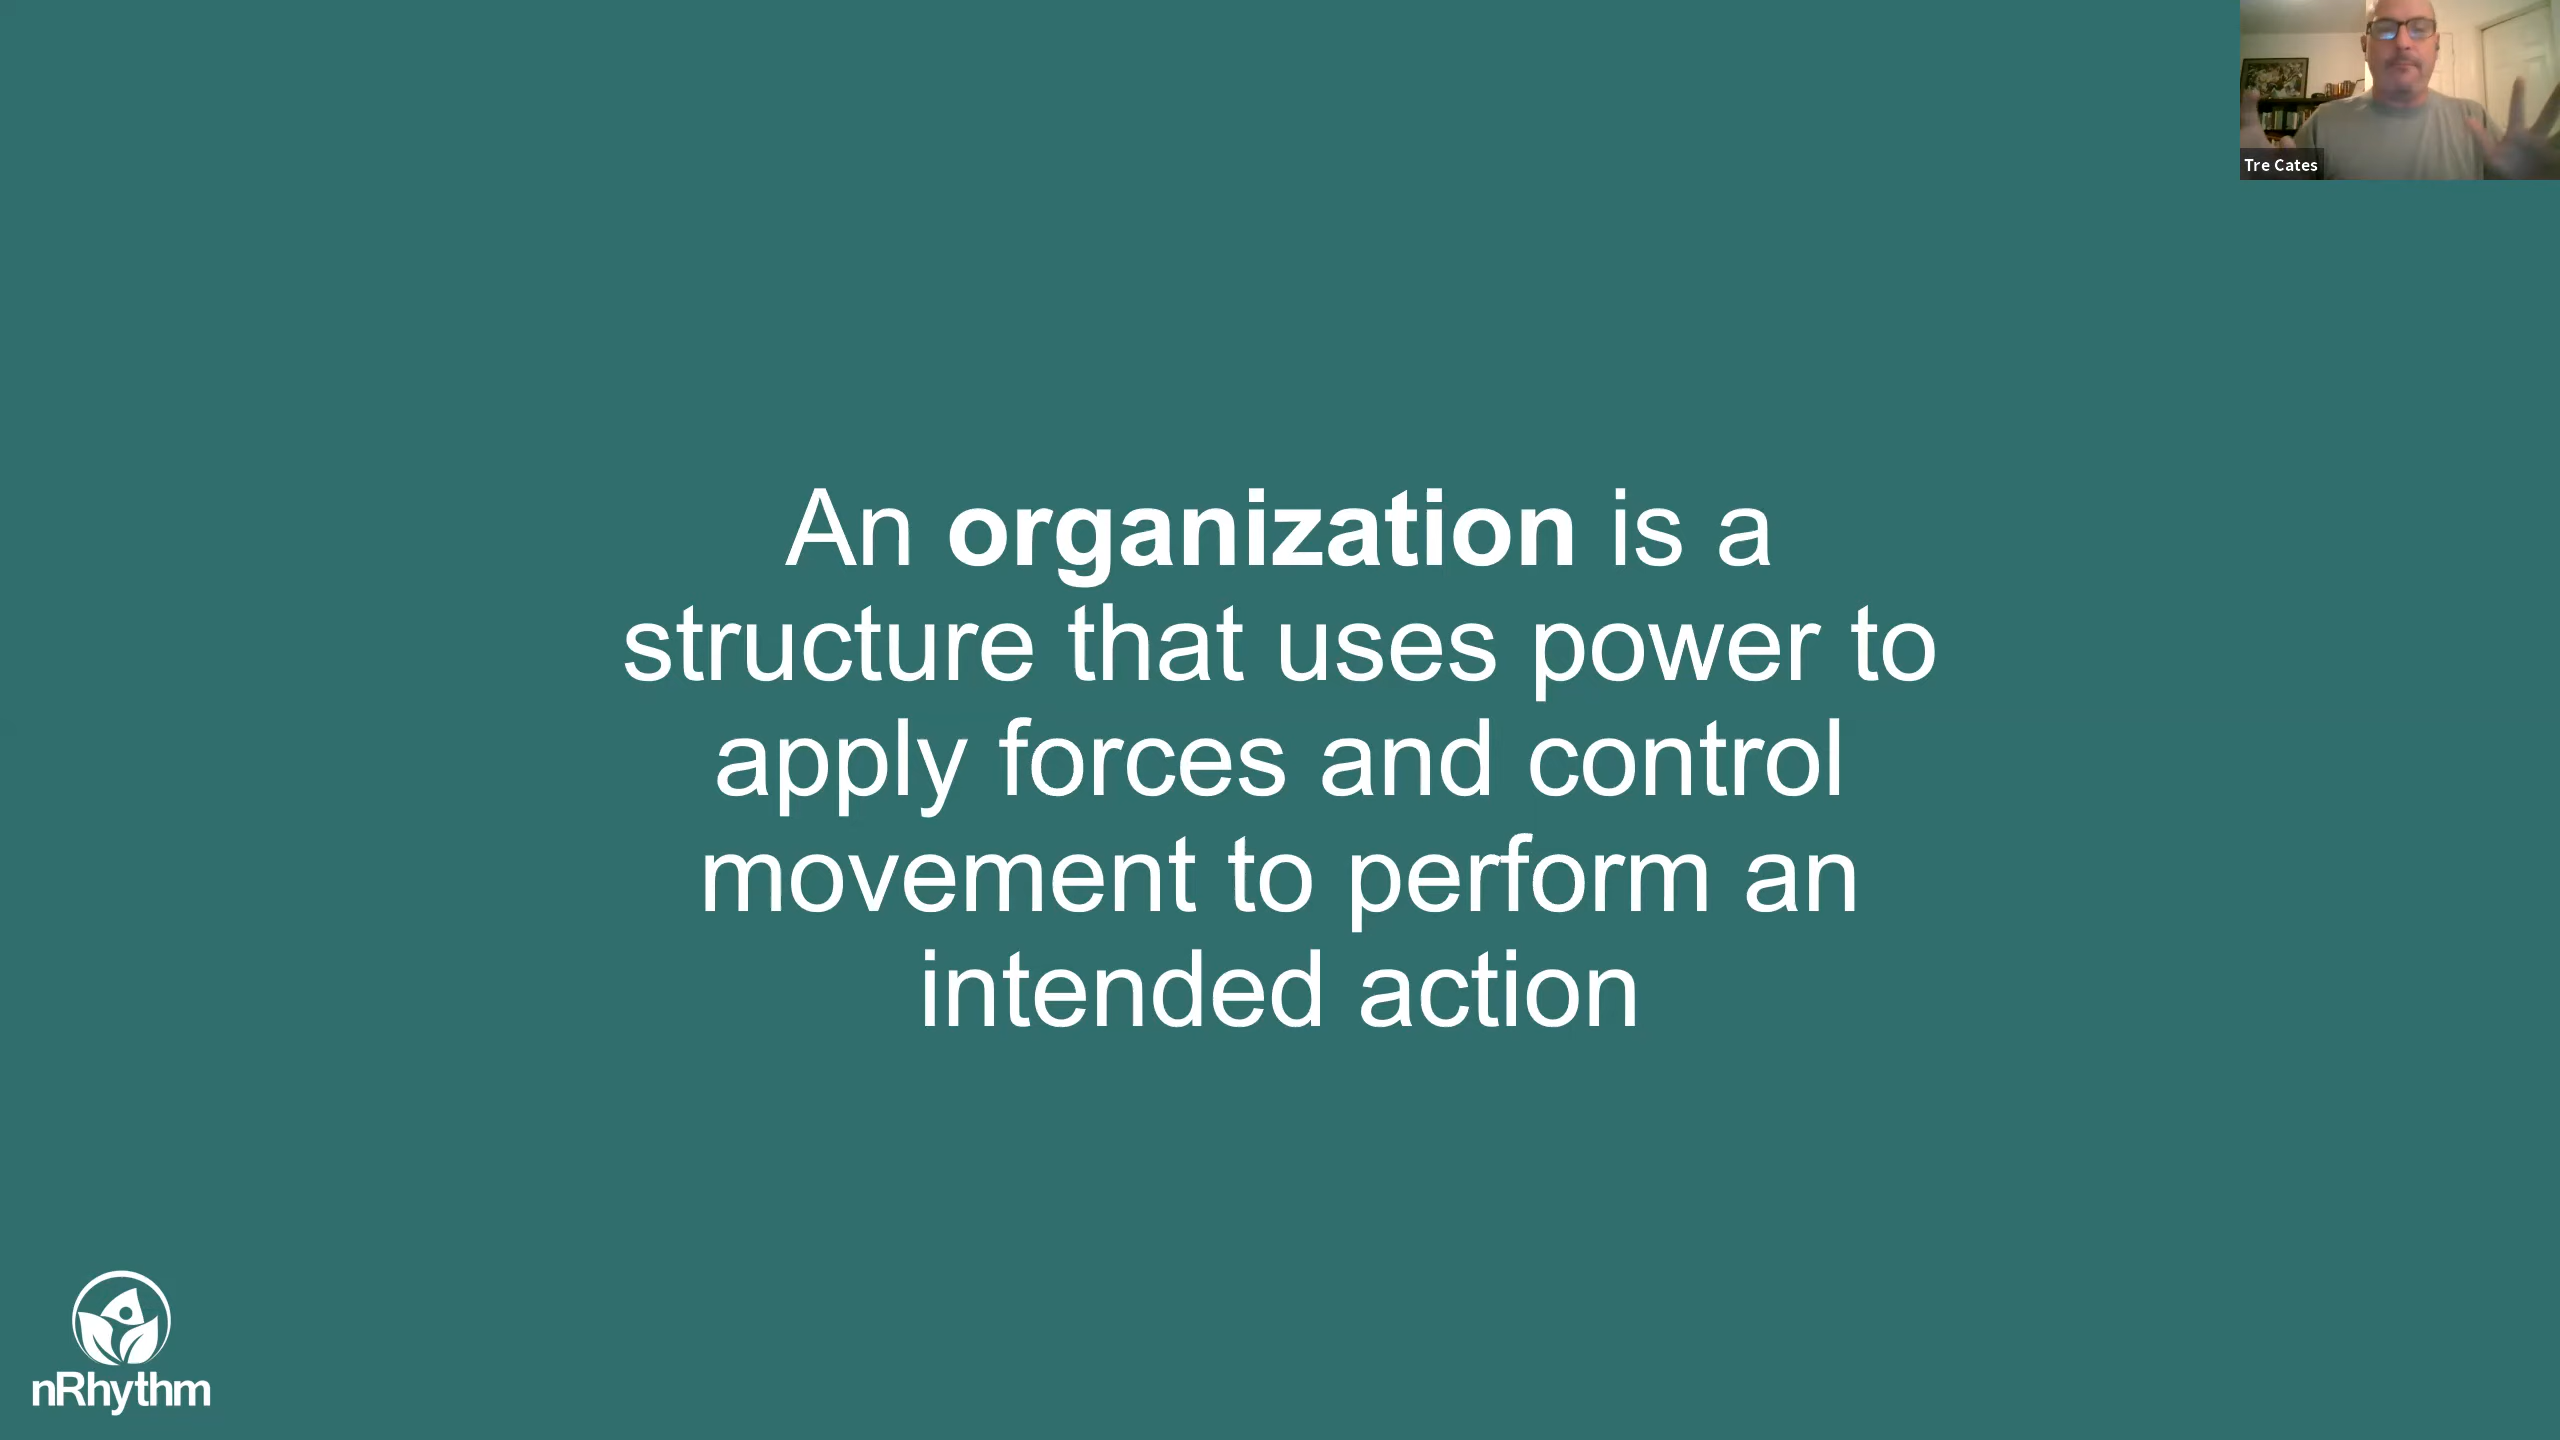 Tre Cates
An organization is a
structure that uses power to
apply forces and control
movement to perform an
intended action
nRhythm